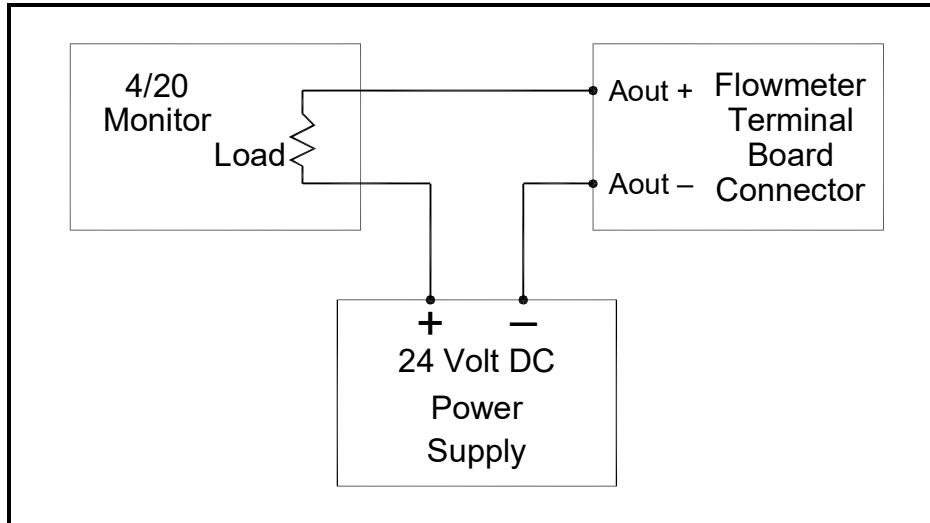 4/20
Monitor
Load
Aout +
Aout –
Flowmeter
Terminal
Board
Connector
+ –
24 Volt DC
Power
Supply